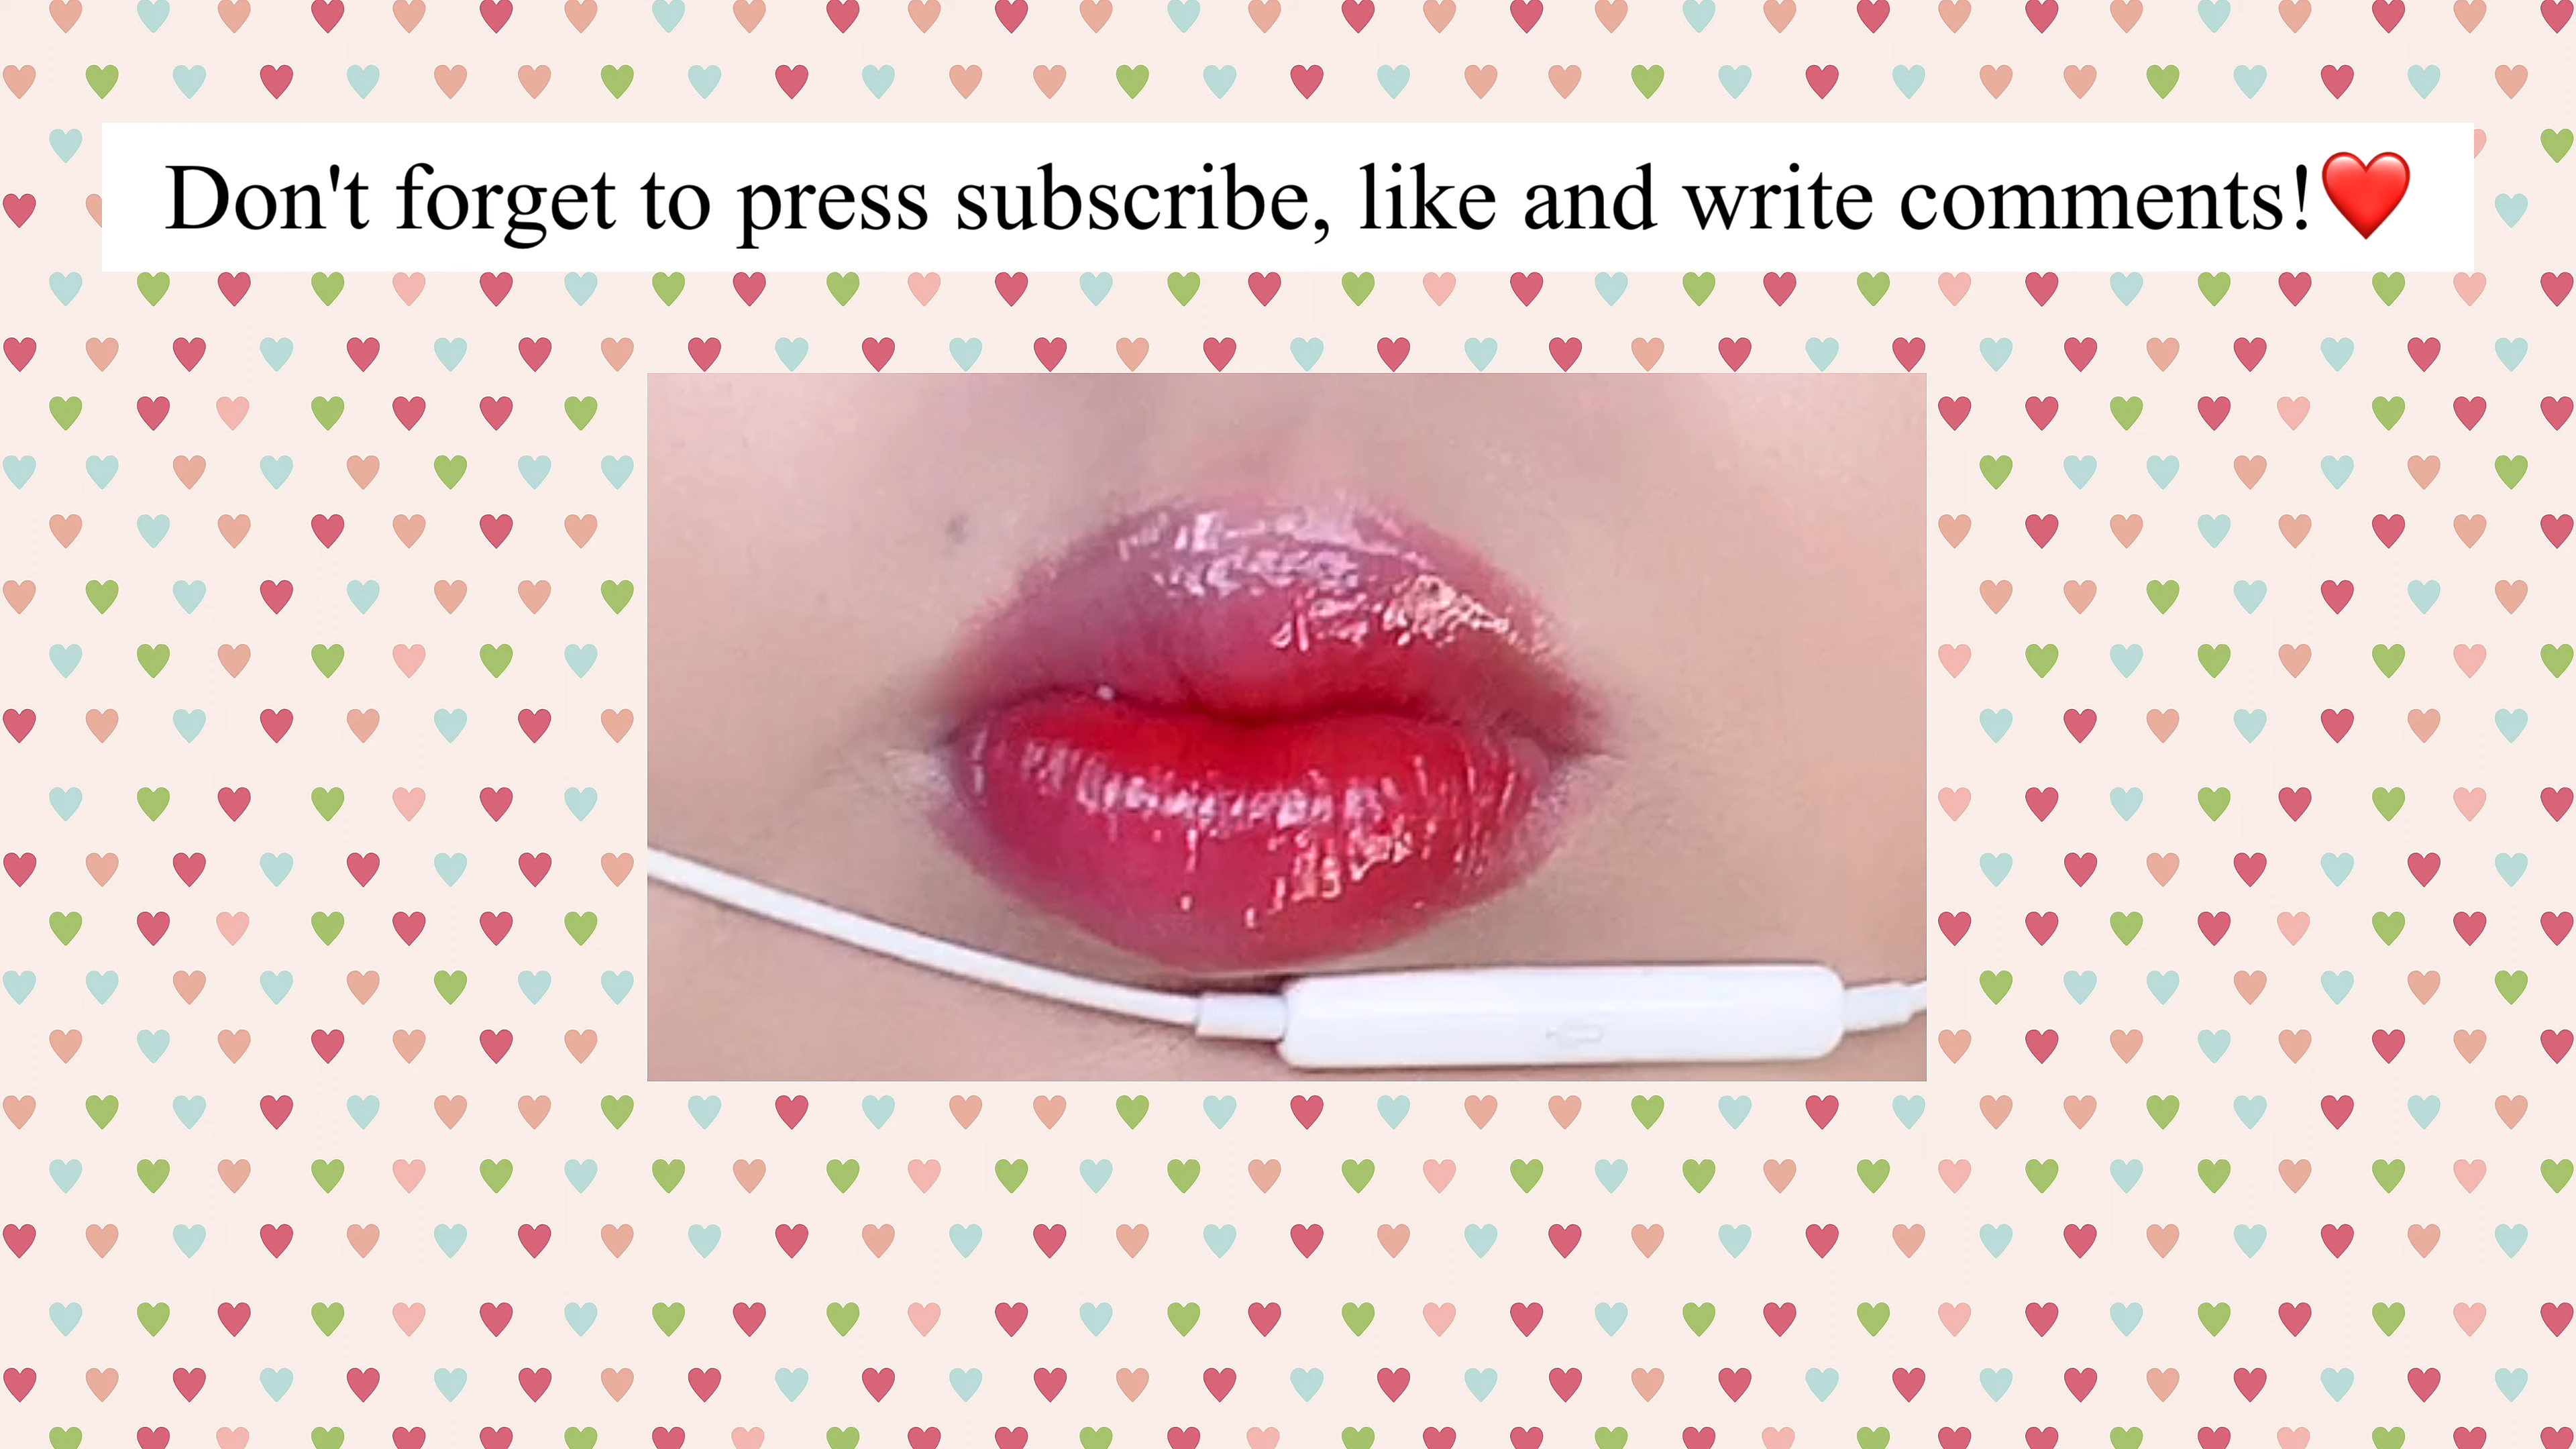 Don't forget to press subscribe, like and write comments!❤️